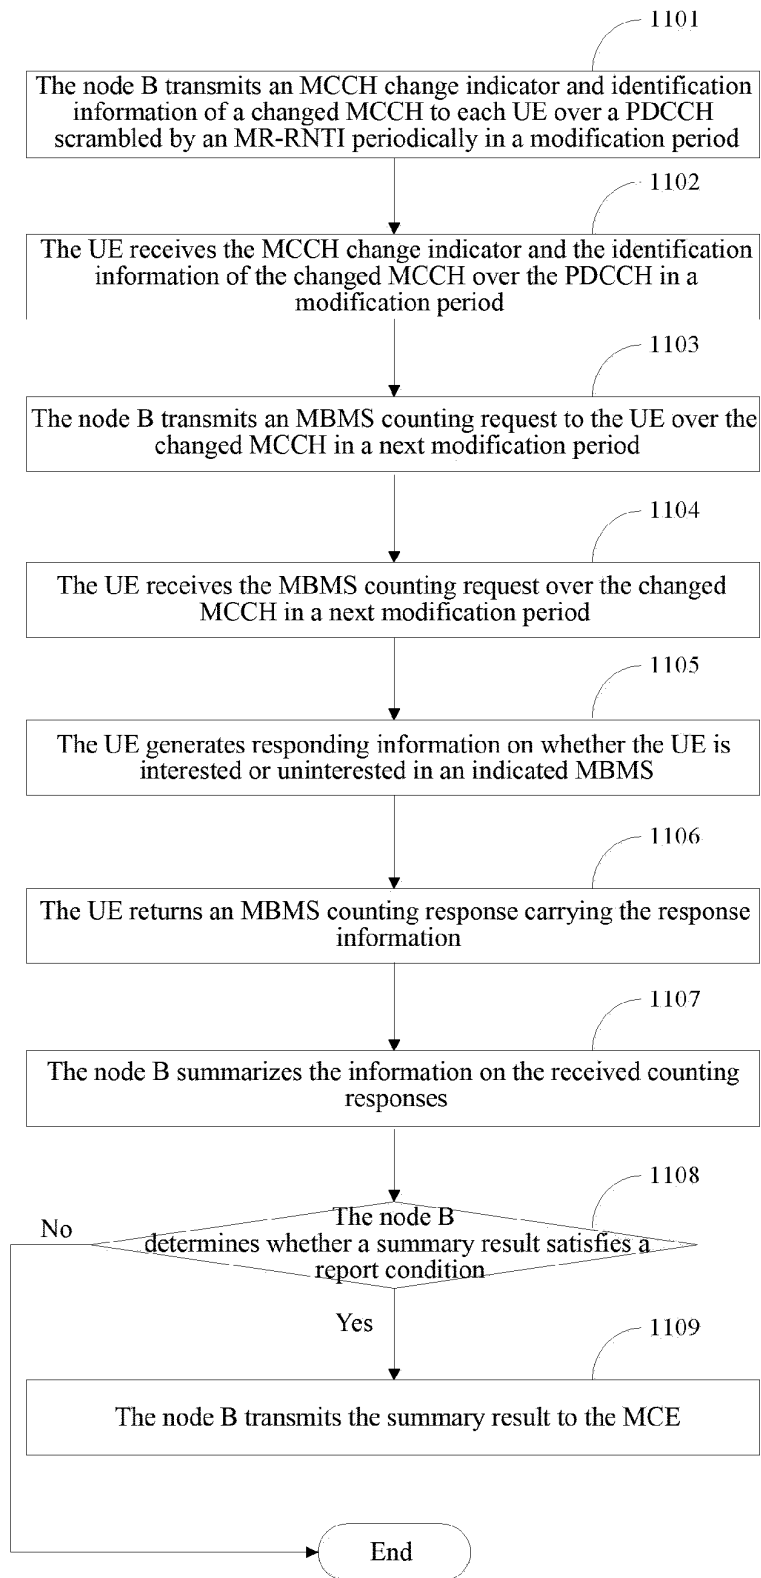 1101
The node B transmits an MCCH change indicator and identification
information of a changed MCCH to each UE over a PDCCH
scrambled by an MR-RNTI periodically in a modification period
1102
The UE receives the MCCH change indicator and the identification
information of the changed MCCH over the PDCCH in a
modification period
1103
The node B transmits an MBMS counting request to the UE over the
changed MCCH in a next modification period
1104
The UE receives the MBMS counting request over the changed
MCCH in a next modification period
1105
The UE generates responding information on whether the UE is
interested or uninterested in an indicated MBMS
1106
The UE returns an MBMS counting response carrying the response
information
1107
The node B summarizes the information on the received counting
responses
1108
No
The node B
determines whether a summary result satisfies a
report condition
Yes
1109
The node B transmits the summary result to the MCE
End